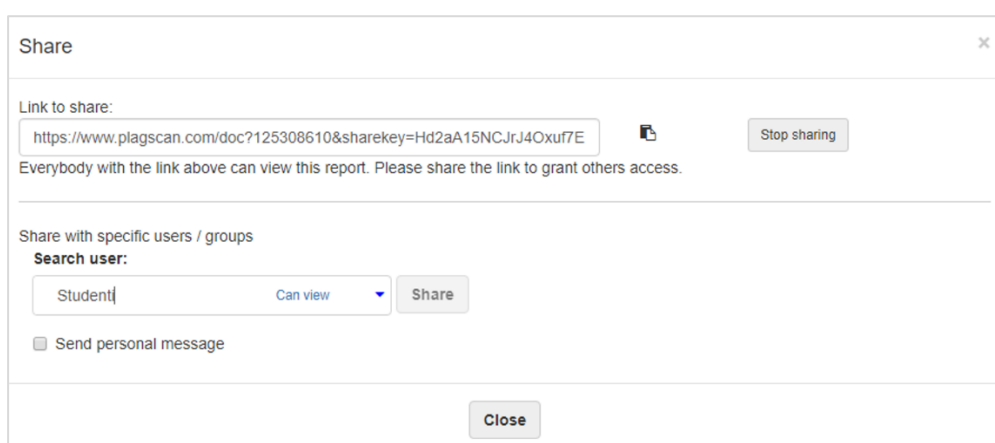 Share
×
Link to share:
https://www.plagscan.com/doc?125308610&sharekey=Hd2aA15NCJrJ4Oxuf7E
Stop sharing
Everybody with the link above can view this report. Please share the link to grant others access.
Share with specific users / groups
Search user:
Studenti Can view Share
Send personal message
Close